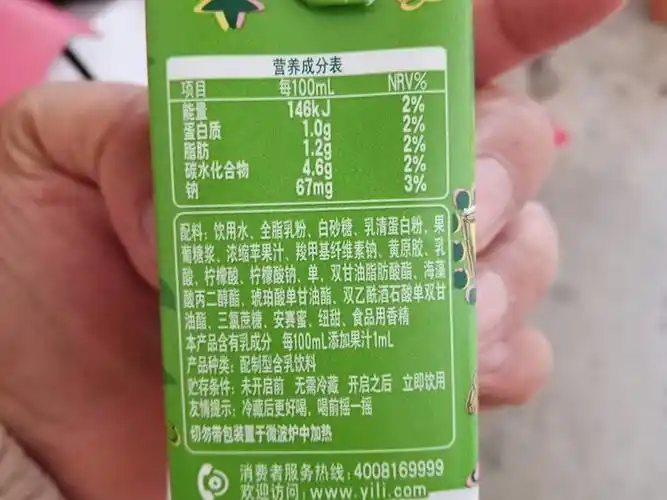 营养成分表
项目 每100mL NRV%
能量 146kJ 2%
蛋白质 1.0g 2%
脂肪 1.2g 2%
碳水化合物 4.6g 2%
钠 67mg 3%
配料：饮用水、全脂乳粉、白砂糖、乳清蛋白粉、果
葡糖浆、浓缩苹果汁、羧甲基纤维素钠、黄原胶、乳
酸、柠檬酸、柠檬酸钠、单，双甘油脂肪酸酯、海藻
酸丙二醇酯、琥珀酸单甘油酯、双乙酰酒石酸单双甘
油酯、三氯蔗糖、安赛蜜、纽甜、食品用香精
本产品含有乳成分 每100mL添加果汁1mL
产品种类：配制型含乳饮料
贮存条件：未开启前 无需冷藏 开启之后 立即饮用
友情提示：冷藏后更好喝，喝前摇一摇
切勿带包装置于微波炉中加热
消费者服务热线：4008169999
欢迎访问：www.yili.com